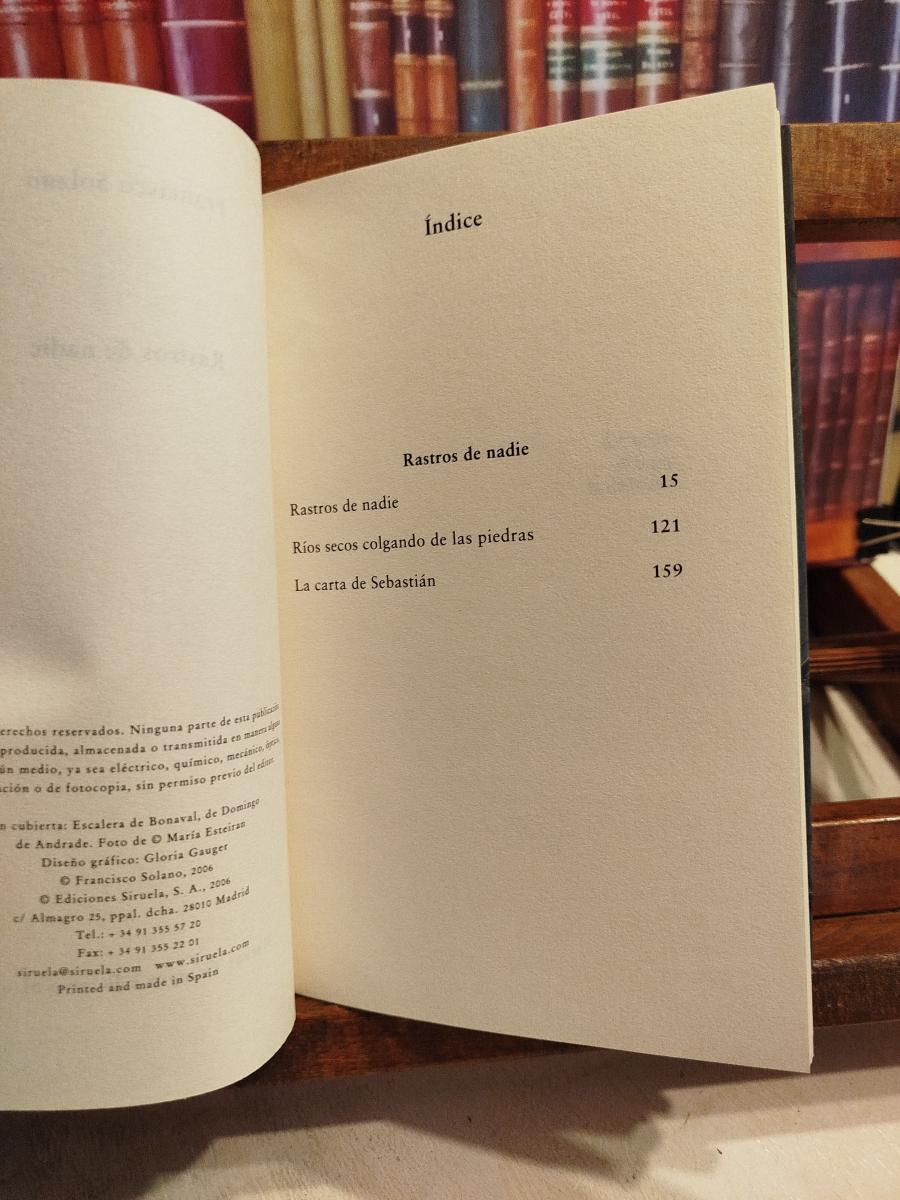 erechos reservados. Ninguna parte de esta publicación
producida, almacenada o transmitida en manera alguna
ún medio, ya sea eléctrico, químico, mecánico, óptico,
ción o de fotocopia, sin permiso previo del editor.
n cubierta: Escalera de Bonaval, de Domingo
de Andrade. Foto de © María Esteiran
Diseño gráfico: Gloria Gauger
© Francisco Solano, 2006
© Ediciones Siruela, S. A., 2006
c/ Almagro 25, ppal. dcha. 28010 Madrid
Tel.: + 34 91 355 57 20
Fax: + 34 91 355 22 01
siruela@siruela.com www.siruela.com
Printed and made in Spain
Índice
Rastros de nadie
Rastros de nadie 15
Ríos secos colgando de las piedras 121
La carta de Sebastián 159